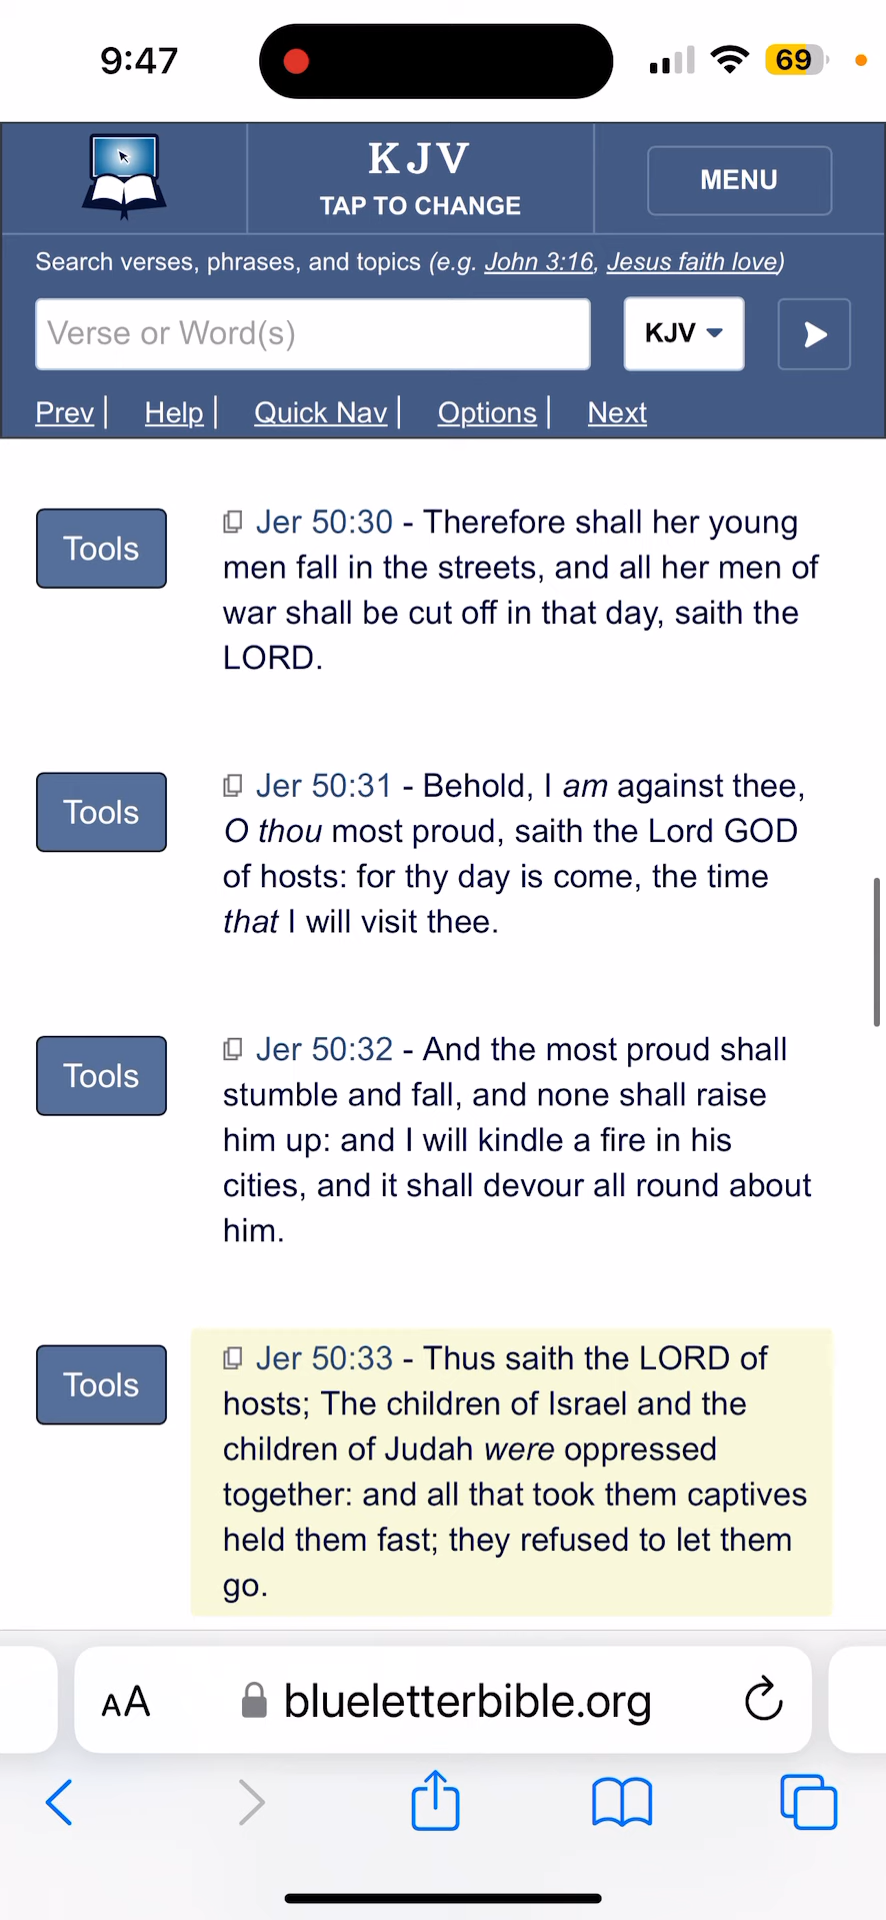 9:47
69
KJV
TAP TO CHANGE
MENU
Search verses, phrases, and topics (e.g. John 3:16, Jesus faith love)
Verse or Word(s)
KJV
Prev | Help | Quick Nav | Options | Next
Tools
Jer 50:30 - Therefore shall her young
men fall in the streets, and all her men of
war shall be cut off in that day, saith the
LORD.
Tools
Jer 50:31 - Behold, I am against thee,
O thou most proud, saith the Lord GOD
of hosts: for thy day is come, the time
that I will visit thee.
Tools
Jer 50:32 - And the most proud shall
stumble and fall, and none shall raise
him up: and I will kindle a fire in his
cities, and it shall devour all round about
him.
Tools
Jer 50:33 - Thus saith the LORD of
hosts; The children of Israel and the
children of Judah were oppressed
together: and all that took them captives
held them fast; they refused to let them
go.
AA blueletterbible.org